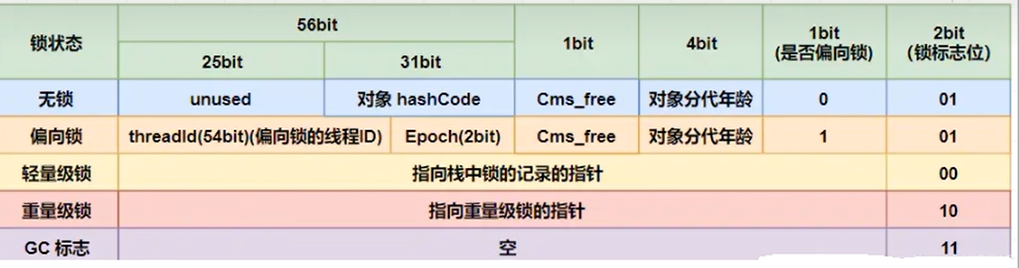 锁状态 56bit 1bit 4bit 1bit (是否偏向锁) 2bit (锁标志位)
25bit 31bit
无锁 unused 对象 hashCode Cms_free 对象分代年龄 0 01
偏向锁 threadId(54bit)(偏向锁的线程ID) Epoch(2bit) Cms_free 对象分代年龄 1 01
轻量级锁 指向栈中锁的记录的指针 00
重量级锁 指向重量级锁的指针 10
GC 标志 空 11